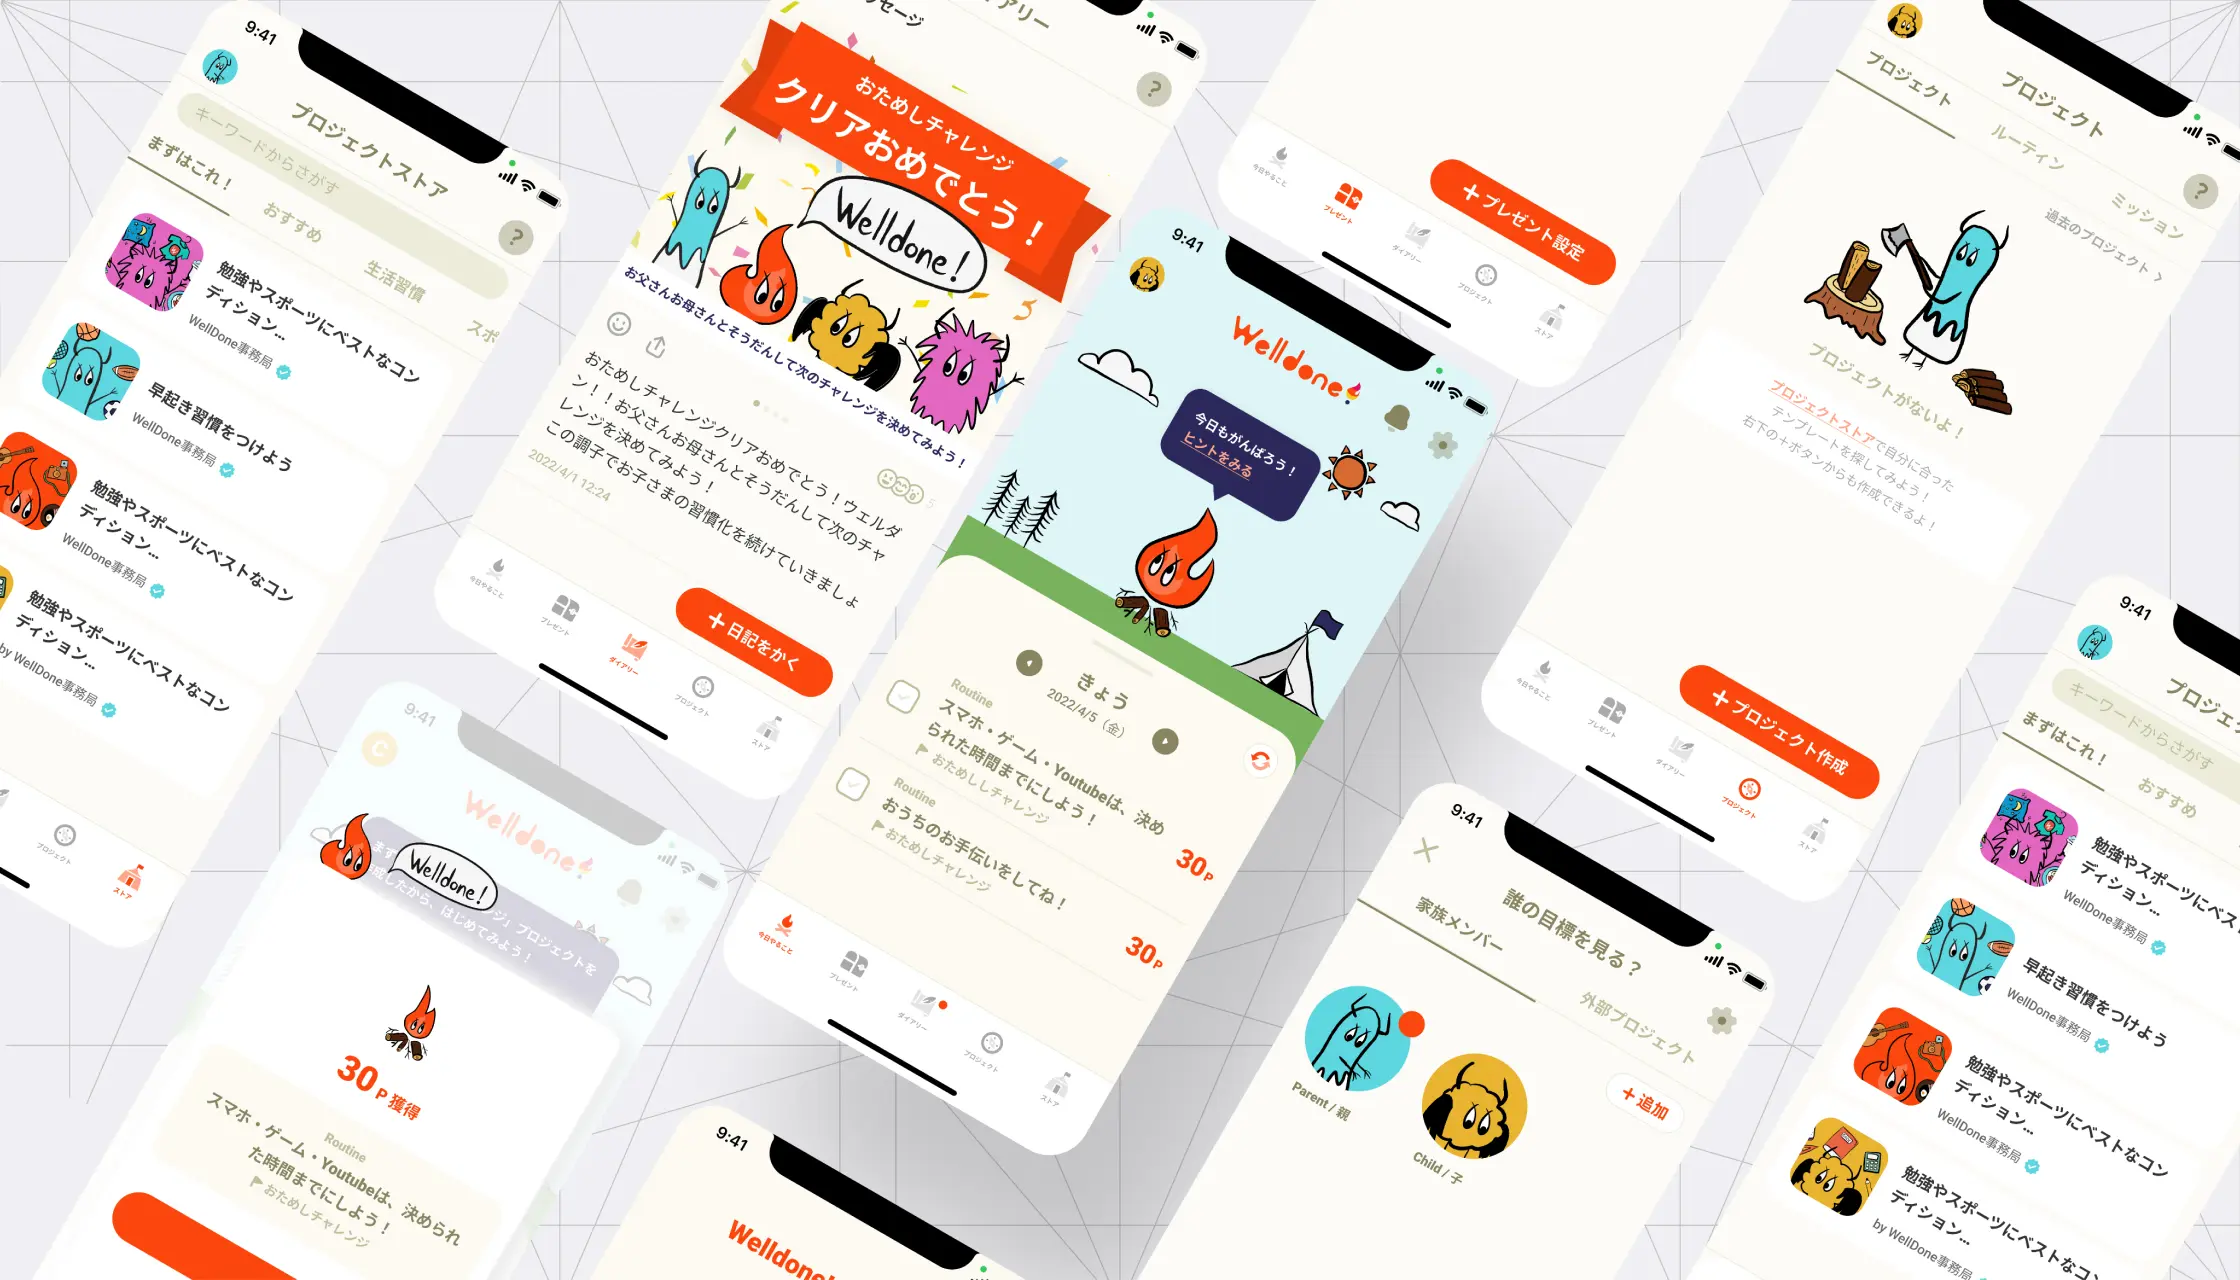 9:41
プロジェクトストア
?
キーワードからさがす
まずはこれ！
おすすめ
生活習慣
スポ
勉強やスポーツにベストなコン
ディション...
WellDone事務局
早起き習慣をつけよう
WellDone事務局
勉強やスポーツにベストなコン
ディション...
WellDone事務局
勉強やスポーツにベストなコン
ディション...
by WellDone事務局
プロジェクト
ストア
?
おためしチャレンジ
クリアおめでとう！
Welldone!
お父さんお母さんとそうだんして次のチャレンジを決めてみよう！
5
おためしチャレンジクリアおめでとう！ウェルダ
ン！！お父さんお母さんとそうだんして次のチャ
レンジを決めてみよう！
この調子でお子さまの習慣化を続けていきましょ
2022/4/1 12:24
＋日記をかく
今日やること
プレゼント
ダイアリー
プロジェクト
ストア
9:41
C
Welldone
Welldone!
成したから、はじめてみよう！
30P 獲得
Routine
スマホ・ゲーム・Youtubeは、決められ
た時間までにしよう！
おためしチャレンジ
9:41
Welldone
今日もがんばろう！
ヒントをみる
きょう
2022/4/5（金）
Routine
スマホ・ゲーム・Youtubeは、決め
られた時間までにしよう！
おためししチャレンジ
30P
Routine
おうちのお手伝いをしてね！
おためしチャレンジ
30P
今日やること
プレゼント
ダイアリー
プロジェクト
ストア
9:41
Welldone!
＋プレゼント設定
今日やること
プレゼント
ダイアリー
プロジェクト
ストア
プロジェクト
?
プロジェクト
ルーティン
ミッション
過去のプロジェクト
プロジェクトがないよ！
プロジェクトストアで自分に合った
テンプレートを探してみよう！
右下の＋ボタンからも作成できるよ！
＋プロジェクト作成
今日やること
プレゼント
ダイアリー
プロジェクト
ストア
9:41
誰の目標を見る？
家族メンバー
外部プロジェクト
Parent / 親
Child / 子
＋追加
9:41
キーワードからさがす
まずはこれ！
おすすめ
勉強やスポーツにベストなコン
ディション...
WellDone事務局
早起き習慣をつけよう
WellDone事務局
勉強やスポーツにベストなコン
ディション...
WellDone事務局
勉強やスポーツにベストなコン
ディション...
by WellDone事務局